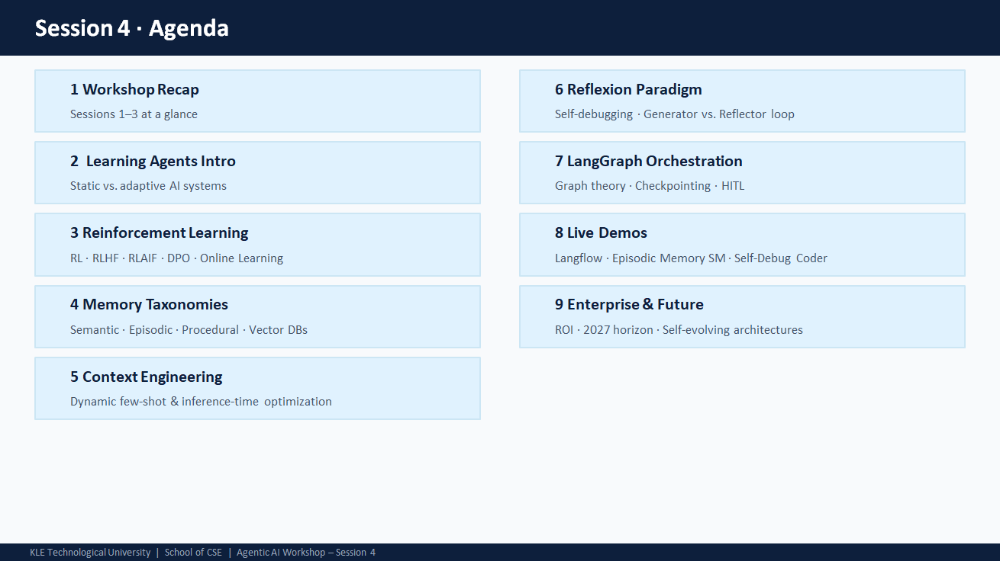 Session 4 · Agenda
1 Workshop Recap
Sessions 1–3 at a glance
2 Learning Agents Intro
Static vs. adaptive AI systems
3 Reinforcement Learning
RL · RLHF · RLAIF · DPO · Online Learning
4 Memory Taxonomies
Semantic · Episodic · Procedural · Vector DBs
5 Context Engineering
Dynamic few-shot & inference-time optimization
6 Reflexion Paradigm
Self-debugging · Generator vs. Reflector loop
7 LangGraph Orchestration
Graph theory · Checkpointing · HITL
8 Live Demos
Langflow · Episodic Memory SM · Self-Debug Coder
9 Enterprise & Future
ROI · 2027 horizon · Self-evolving architectures
KLE Technological University | School of CSE | Agentic AI Workshop – Session 4